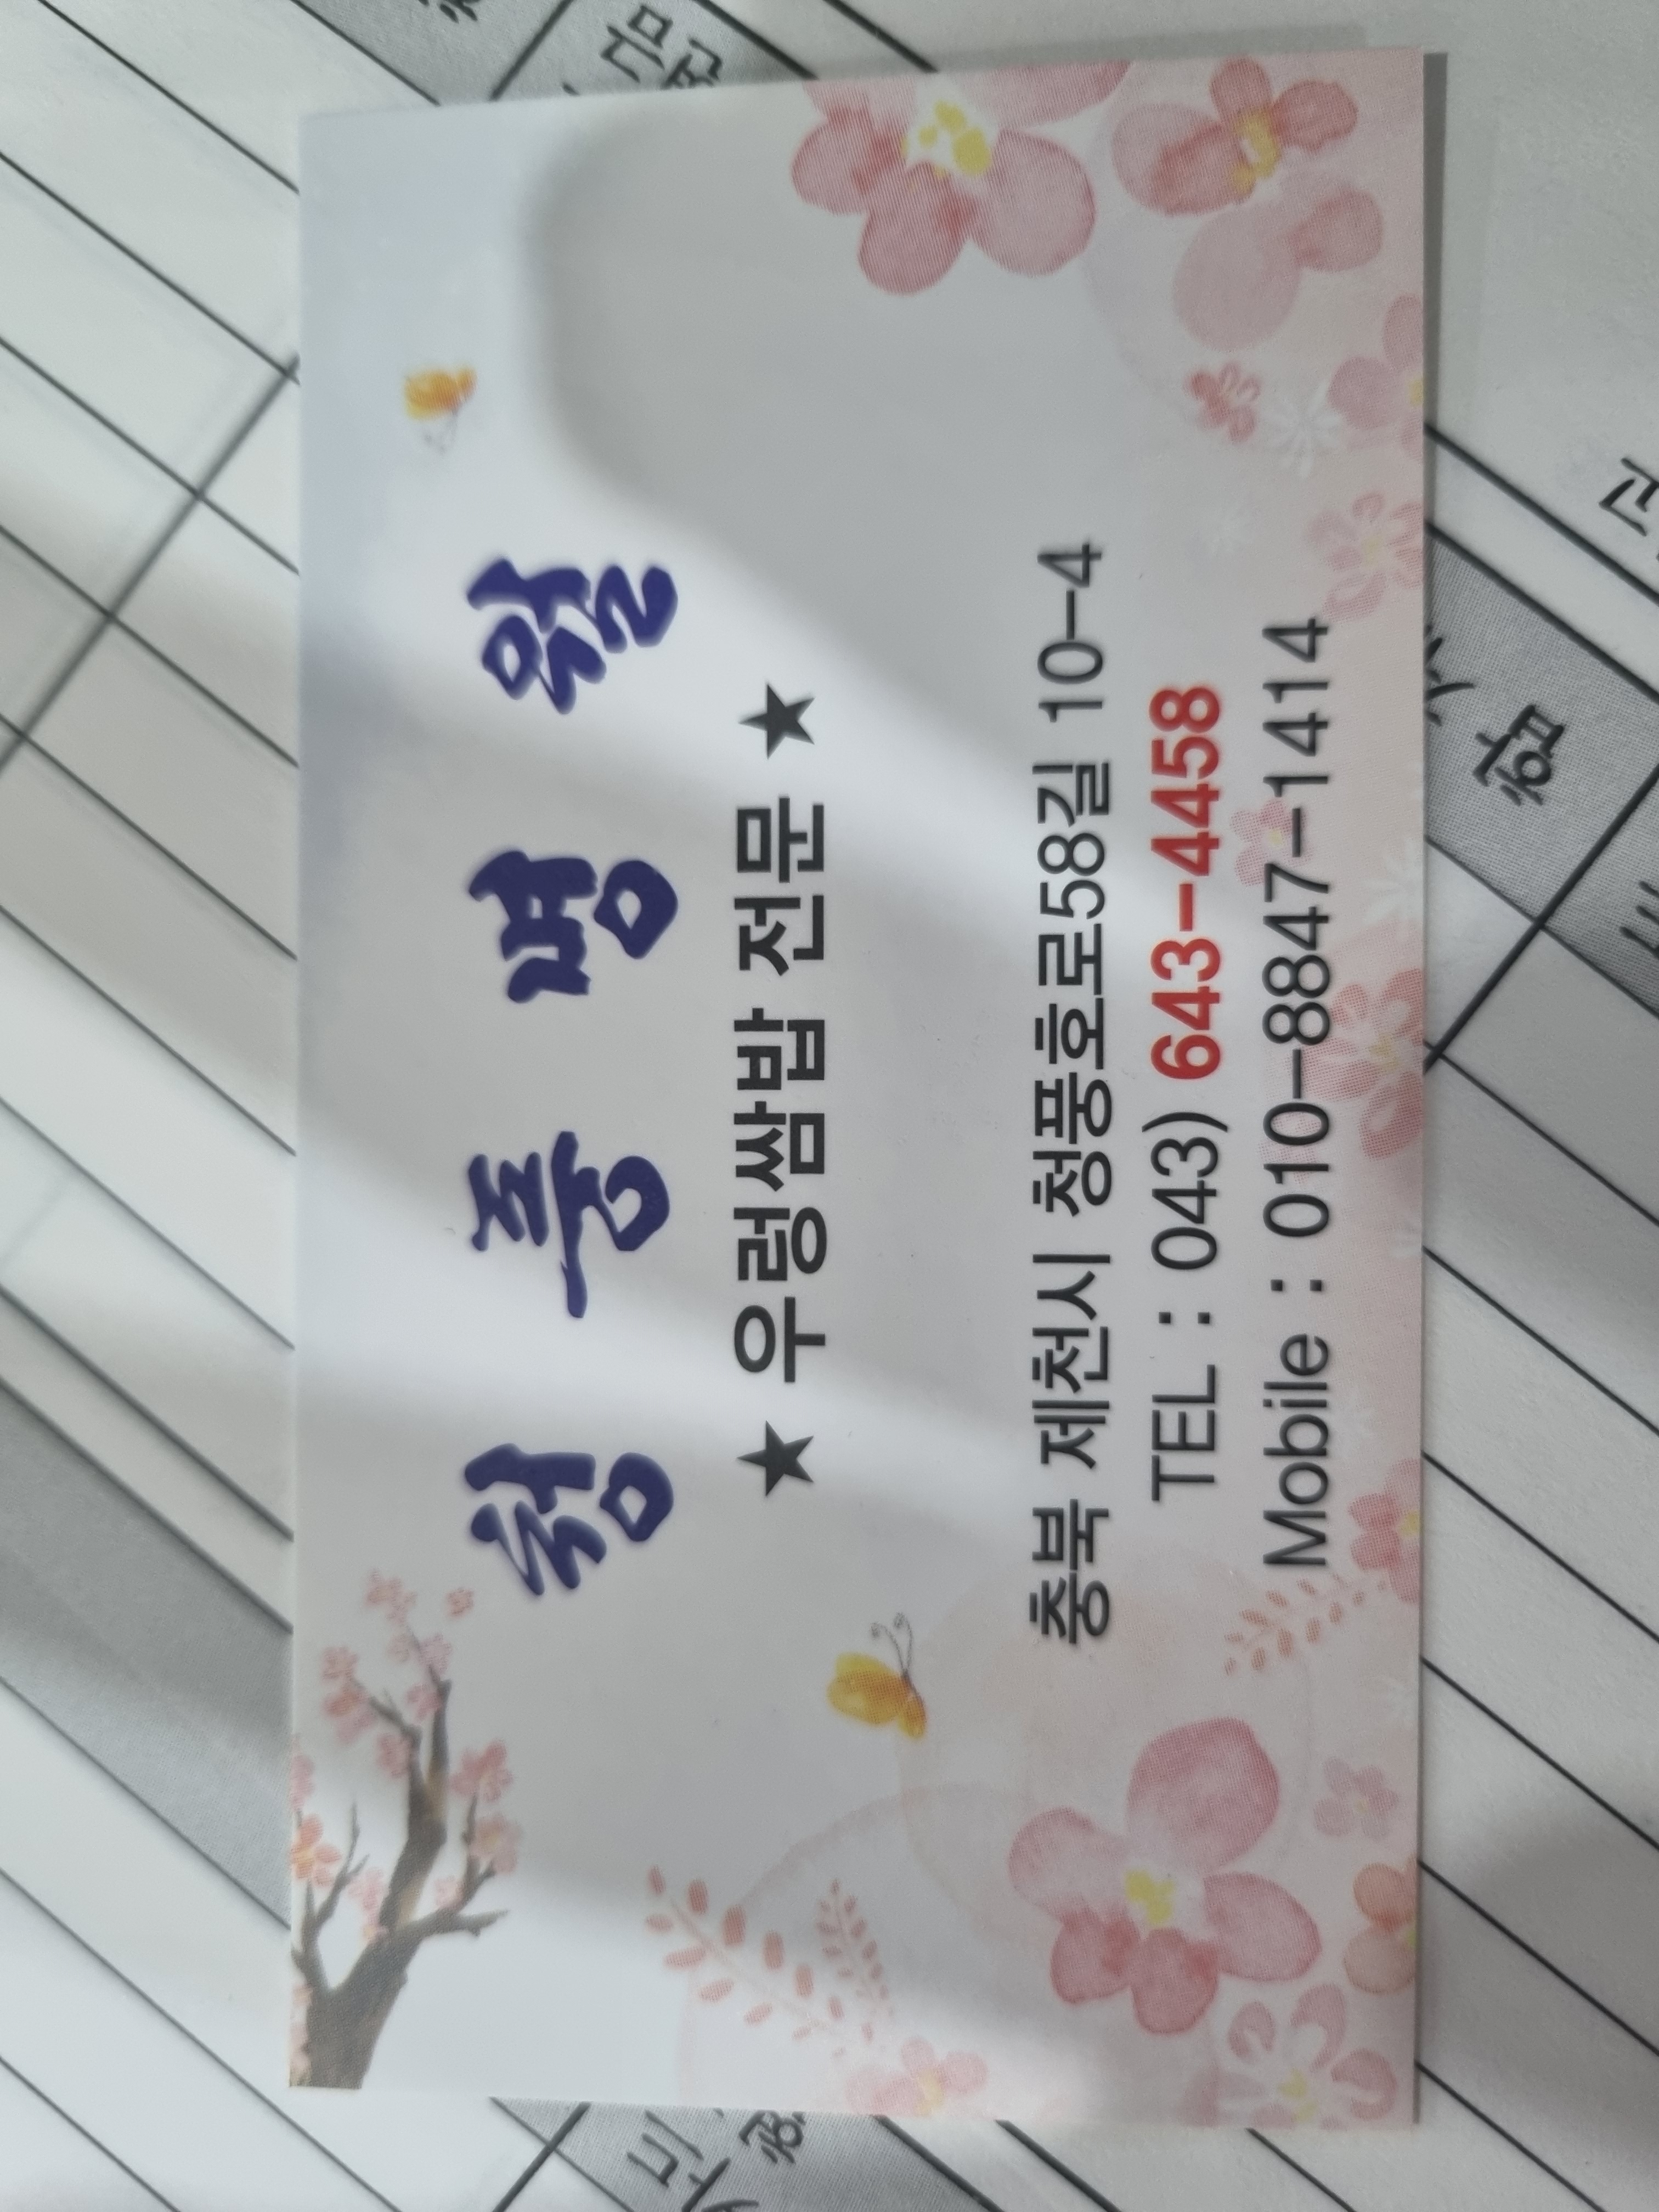 청 풍 명 월
★ 우렁쌈밥 전문 ★
충북 제천시 청풍호로58길 10-4
TEL : 043) 643-4458
Mobile : 010-8847-1414